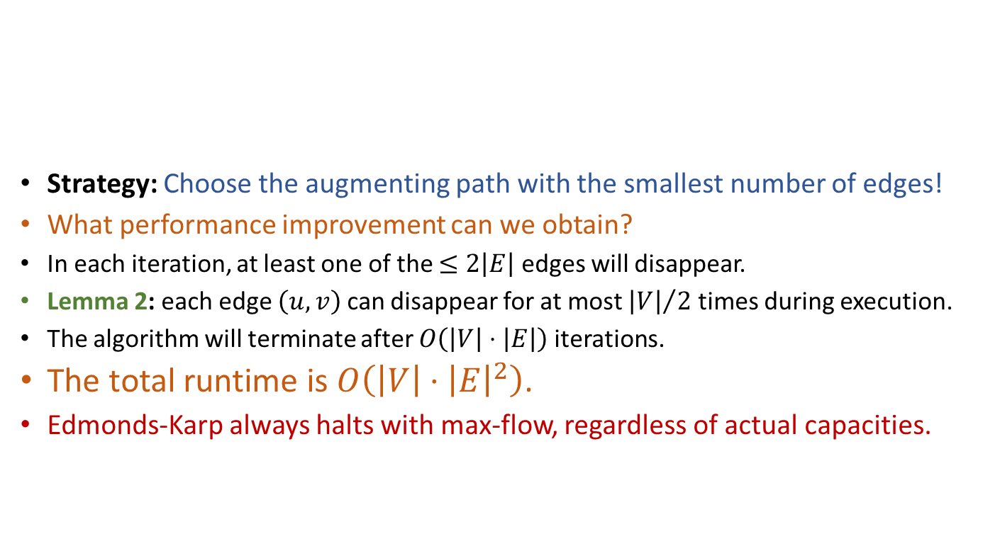 • Strategy: Choose the augmenting path with the smallest number of edges!
• What performance improvement can we obtain?
• In each iteration, at least one of the ≤ 2|E| edges will disappear.
• Lemma 2: each edge (u, v) can disappear for at most |V|/2 times during execution.
• The algorithm will terminate after O(|V| · |E|) iterations.
• The total runtime is O(|V| · |E|²).
• Edmonds-Karp always halts with max-flow, regardless of actual capacities.